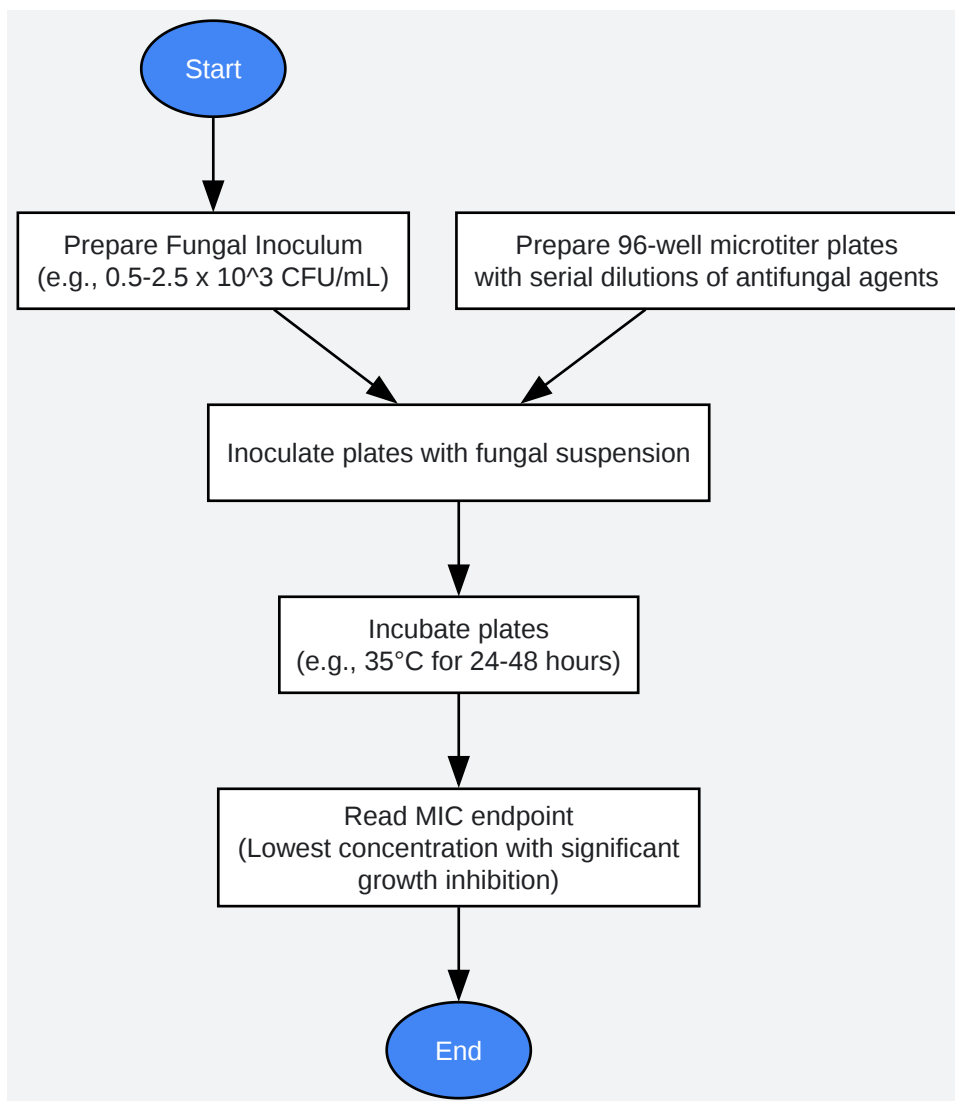 Start
Prepare Fungal Inoculum
(e.g., 0.5-2.5 x 10^3 CFU/mL)
Prepare 96-well microtiter plates
with serial dilutions of antifungal agents
Inoculate plates with fungal suspension
Incubate plates
(e.g., 35°C for 24-48 hours)
Read MIC endpoint
(Lowest concentration with significant
growth inhibition)
End